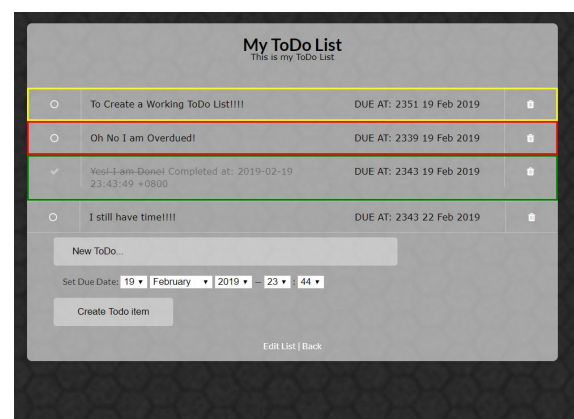 My ToDo List
This is my ToDo List
To Create a Working ToDo List!!!! DUE AT: 2351 19 Feb 2019
Oh No I am Overdued! DUE AT: 2339 19 Feb 2019
Yes! I am Done! Completed at: 2019-02-19 DUE AT: 2343 19 Feb 2019
23:43:49 +0800
I still have time!!!! DUE AT: 2343 22 Feb 2019
New ToDo...
Set Due Date: 19 February 2019 — 23 : 44
Create Todo item
Edit List | Back